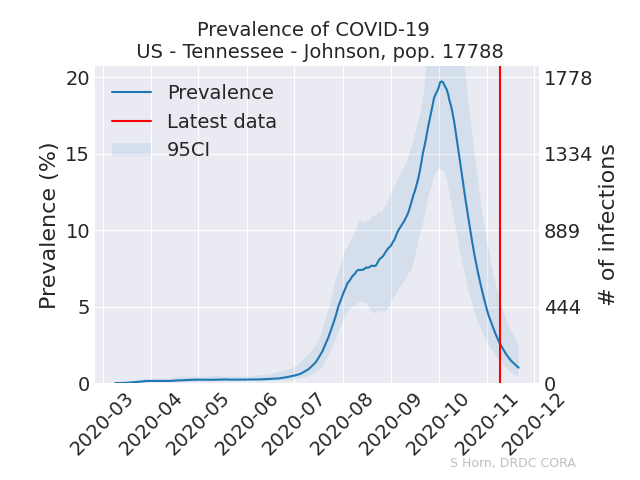 Prevalence of COVID-19
US - Tennessee - Johnson, pop. 17788
Prevalence
Latest data
95CI
Prevalence (%)
20
15
10
5
0
# of infections
1778
1334
889
444
0
2020-03
2020-04
2020-05
2020-06
2020-07
2020-08
2020-09
2020-10
2020-11
2020-12
S Horn, DRDC CORA